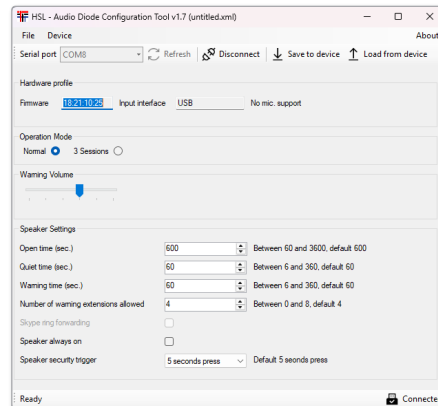 HSL - Audio Diode Configuration Tool v1.7 (untitled.xml)
File Device About
Serial port COM8 Refresh Disconnect Save to device Load from device
Hardware profile
Firmware 18.21.10.25 Input interface USB No mic. support
Operation Mode
Normal 3 Sessions
Warning Volume
Speaker Settings
Open time (sec.) 600 Between 60 and 3600, default 600
Quiet time (sec.) 60 Between 6 and 360, default 60
Warning time (sec.) 60 Between 6 and 360, default 60
Number of warning extensions allowed 4 Between 0 and 8, default 4
Skype ring forwarding
Speaker always on
Speaker security trigger 5 seconds press Default 5 seonds press
Ready Connecte